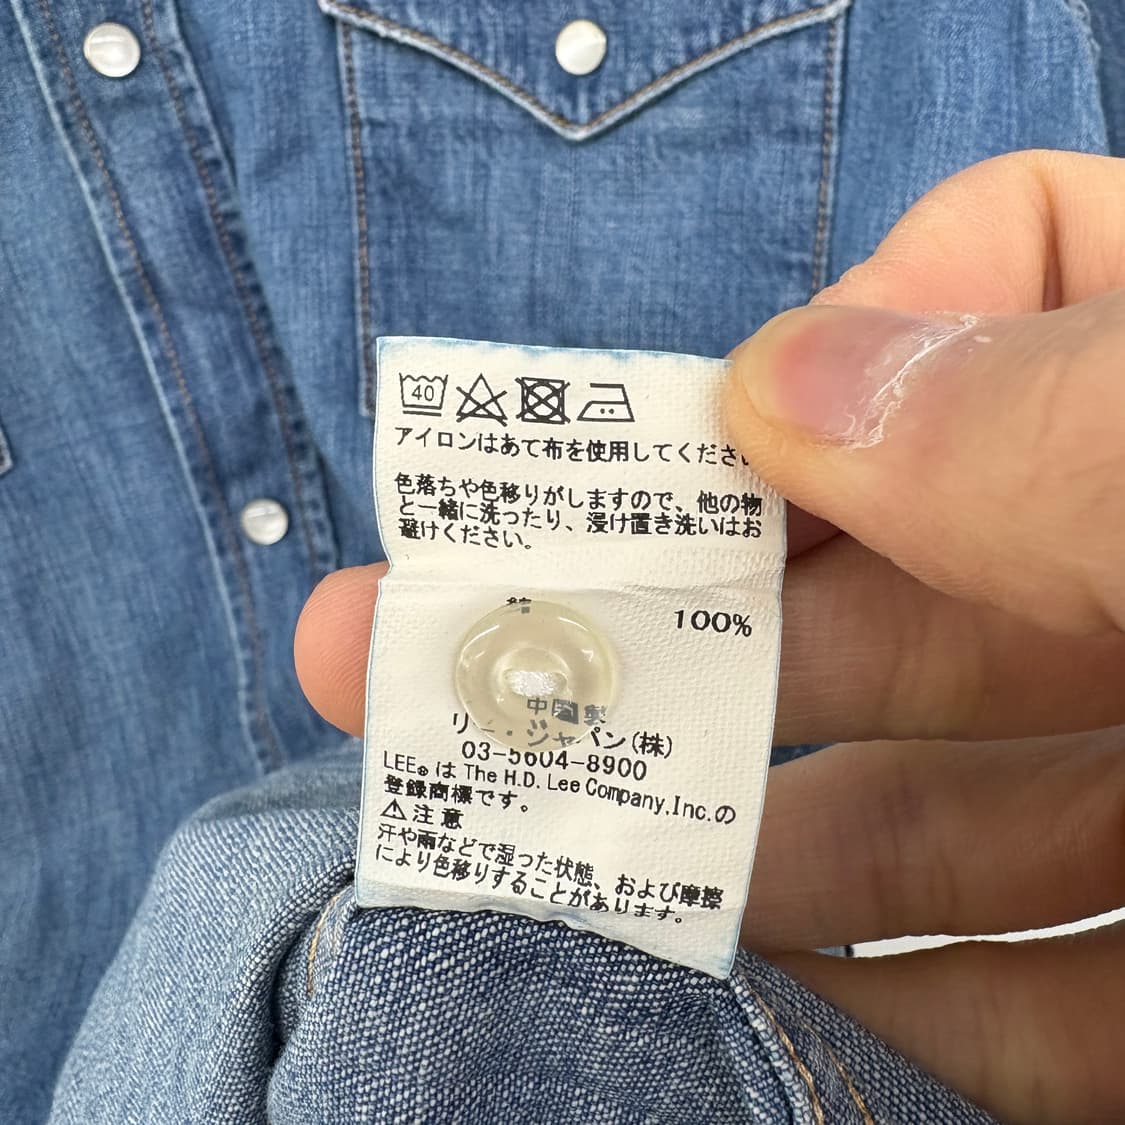 40
アイロンはあて布を使用してくださ
色落ちや色移りがしますので、他の物
と一緒に洗ったり、浸け置き洗いはお
避けください。
綿 100%
中国製
リー・ジャパン(株)
03-5604-8900
LEE® は The H.D. Lee Company,Inc.の
登録商標です。
⚠注意
汗や雨などで湿った状態、および摩擦
により色移りすることがあります。